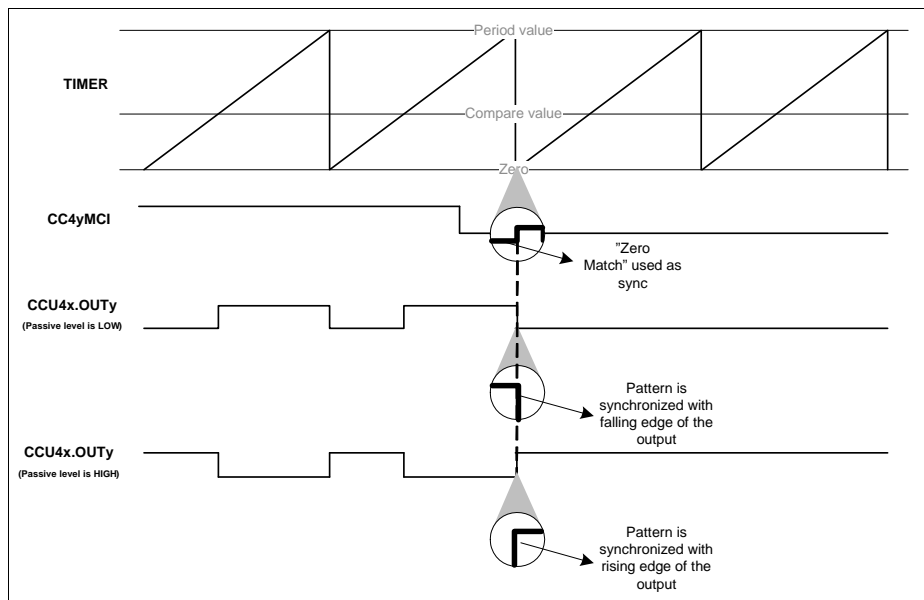 Period value
TIMER
Compare value
Zero
CC4yMCI
"Zero
Match" used as
sync
CCU4x.OUTy
(Passive level is LOW)
Pattern is
synchronized with
falling edge of the
output
CCU4x.OUTy
(Passive level is HIGH)
Pattern is
synchronized with
rising edge of the
output